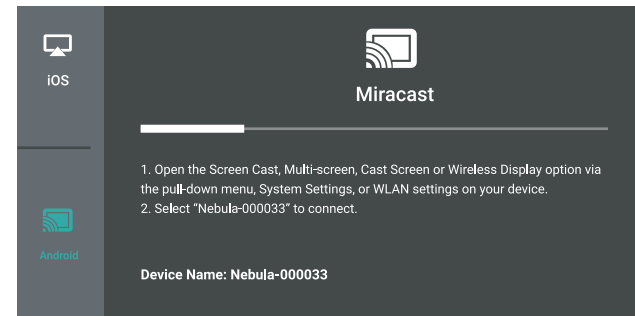 iOS
Android
Miracast
1. Open the Screen Cast, Multi-screen, Cast Screen or Wireless Display option via
the pull-down menu, System Settings, or WLAN settings on your device.
2. Select “Nebula-000033” to connect.
Device Name: Nebula-000033